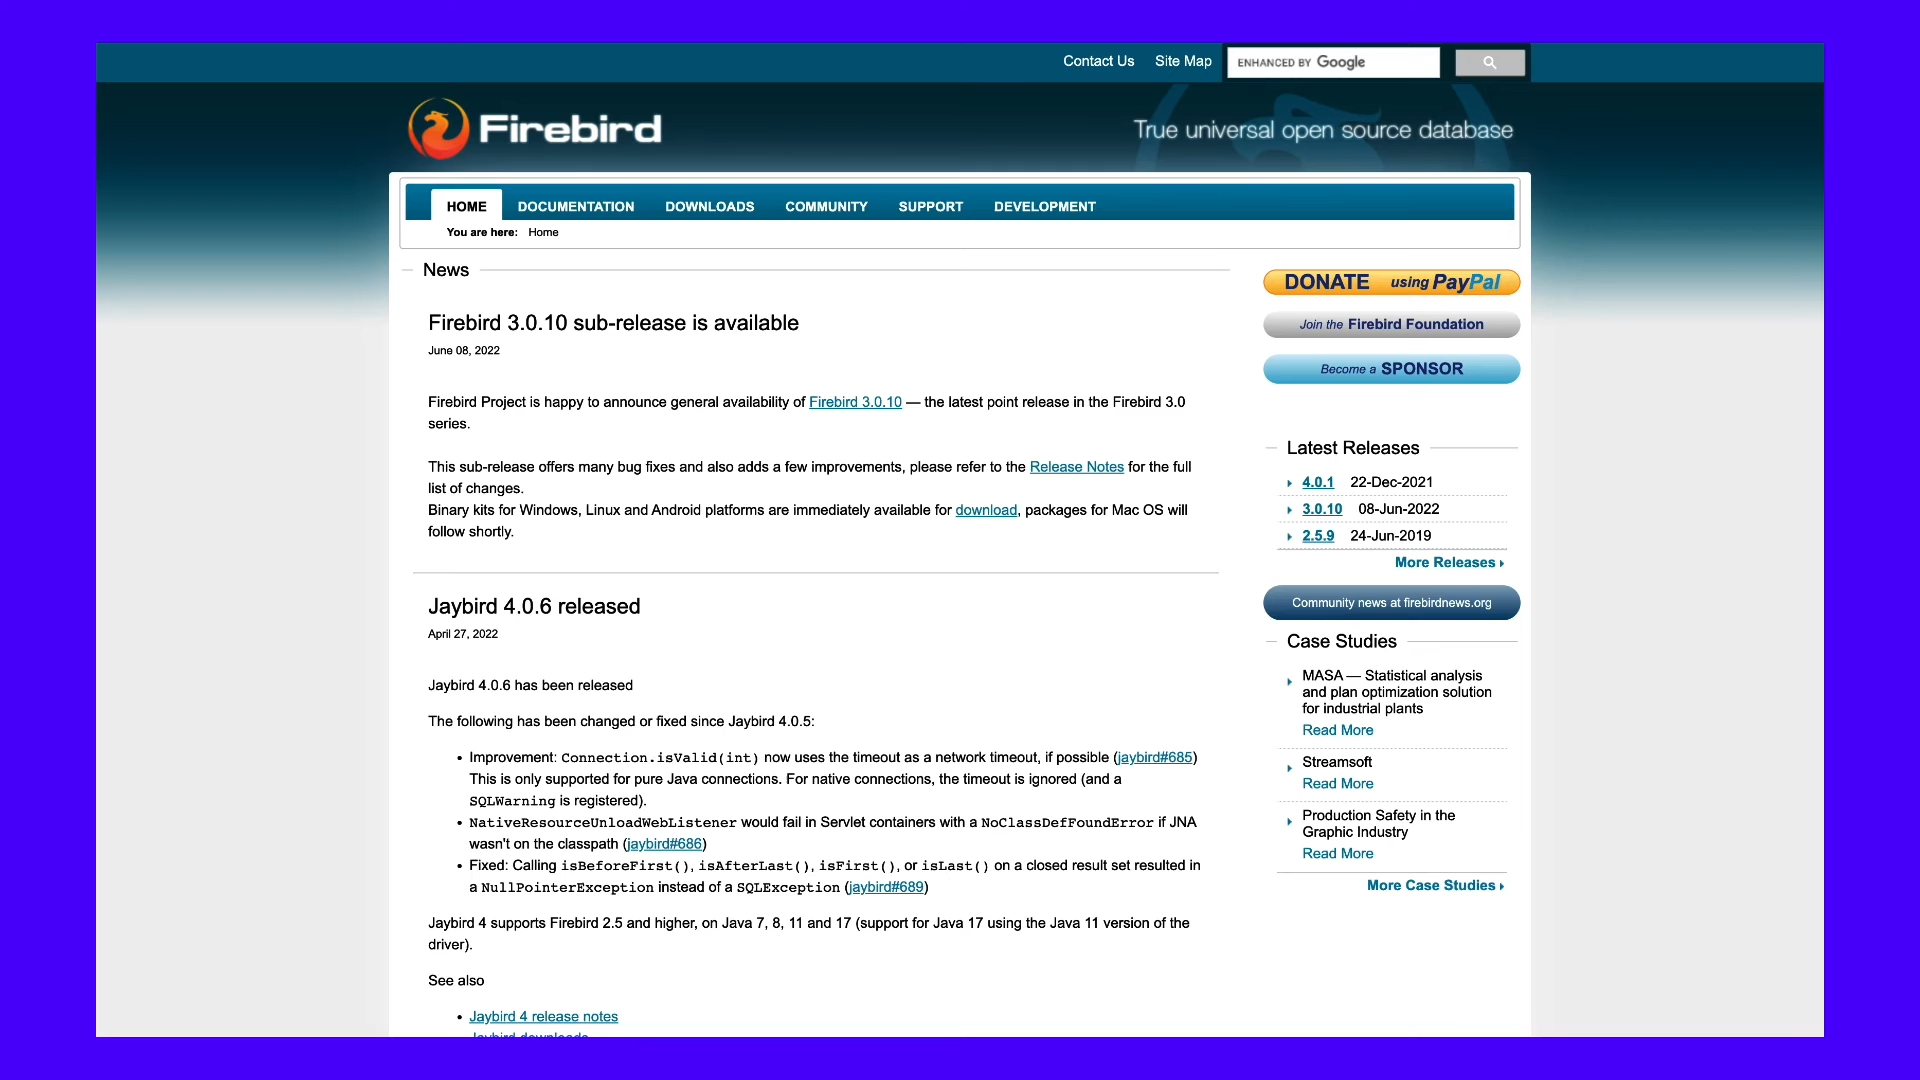 Contact Us Site Map ENHANCED BY Google
Firebird True universal open source database
HOME DOCUMENTATION DOWNLOADS COMMUNITY SUPPORT DEVELOPMENT
You are here: Home
News
Firebird 3.0.10 sub-release is available
June 08, 2022
Firebird Project is happy to announce general availability of Firebird 3.0.10 — the latest point release in the Firebird 3.0
series.
This sub-release offers many bug fixes and also adds a few improvements, please refer to the Release Notes for the full
list of changes.
Binary kits for Windows, Linux and Android platforms are immediately available for download, packages for Mac OS will
follow shortly.
Jaybird 4.0.6 released
April 27, 2022
Jaybird 4.0.6 has been released
The following has been changed or fixed since Jaybird 4.0.5:
• Improvement: Connection.isValid(int) now uses the timeout as a network timeout, if possible (jaybird#685)
This is only supported for pure Java connections. For native connections, the timeout is ignored (and a
SQLWarning is registered).
• NativeResourceUnloadWebListener would fail in Servlet containers with a NoClassDefFoundError if JNA
wasn't on the classpath (jaybird#686)
• Fixed: Calling isBeforeFirst(), isAfterLast(), isFirst(), or isLast() on a closed result set resulted in
a NullPointerException instead of a SQLException (jaybird#689)
Jaybird 4 supports Firebird 2.5 and higher, on Java 7, 8, 11 and 17 (support for Java 17 using the Java 11 version of the
driver).
See also
• Jaybird 4 release notes
Jaybird downloads
DONATE using PayPal
Join the Firebird Foundation
Become a SPONSOR
Latest Releases
4.0.1 22-Dec-2021
3.0.10 08-Jun-2022
2.5.9 24-Jun-2019
More Releases
Community news at firebirdnews.org
Case Studies
MASA — Statistical analysis
and plan optimization solution
for industrial plants
Read More
Streamsoft
Read More
Production Safety in the
Graphic Industry
Read More
More Case Studies